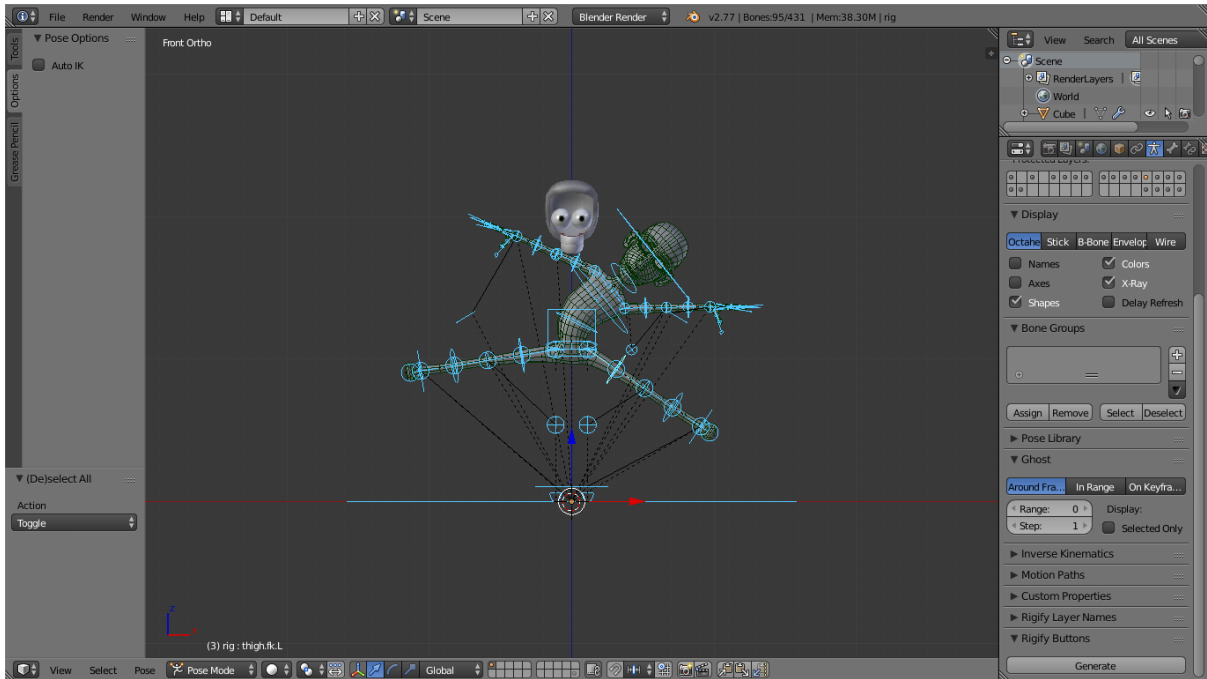 File Render Window Help Default Scene Blender Render v2.77 | Bones:95/431 | Mem:38.30M | rig
Tools
Options
Grease Pencil
▼ Pose Options
Auto IK
▼ (De)select All
Action
Toggle
Front Ortho
z
(3) rig : thigh.fk.L
View Select Pose Pose Mode Global
View Search All Scenes
Scene
RenderLayers |
World
Cube |
▼ Display
Octahe Stick B-Bone Envelop Wire
Names Colors
Axes X-Ray
Shapes Delay Refresh
▼ Bone Groups
Assign Remove Select Deselect
▶ Pose Library
▼ Ghost
Around Fra... In Range On Keyfra...
Range: 0 Display:
Step: 1 Selected Only
▶ Inverse Kinematics
▶ Motion Paths
▶ Custom Properties
▶ Rigify Layer Names
▼ Rigify Buttons
Generate